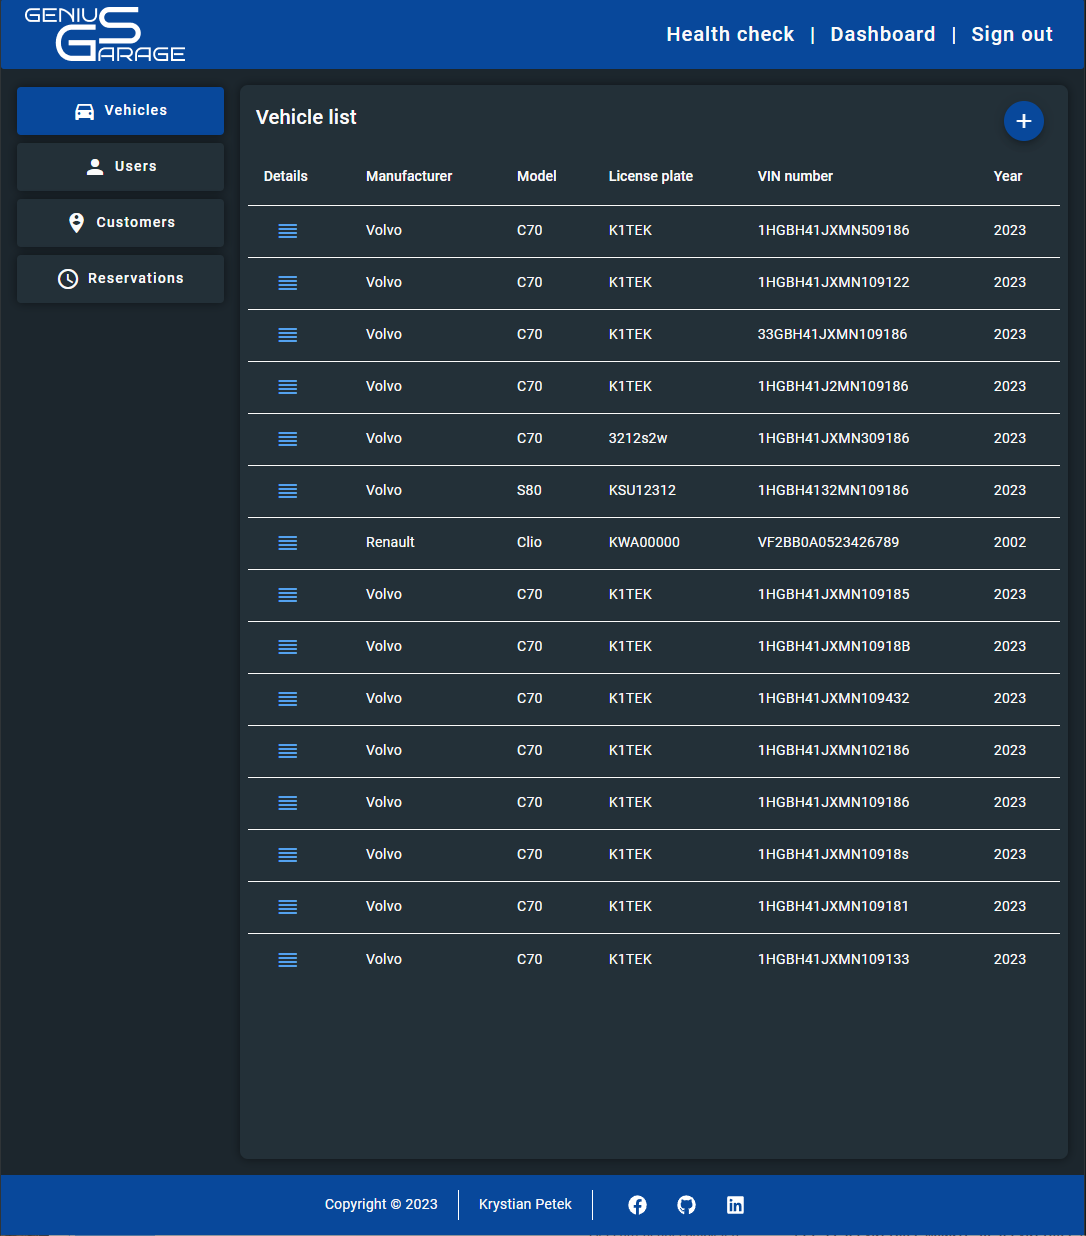 GENIUS GARAGE
Health check | Dashboard | Sign out
Vehicles
Users
Customers
Reservations
Vehicle list
+
Details Manufacturer Model License plate VIN number Year
Volvo C70 K1TEK 1HGBH41JXMN509186 2023
Volvo C70 K1TEK 1HGBH41JXMN109122 2023
Volvo C70 K1TEK 33GBH41JXMN109186 2023
Volvo C70 K1TEK 1HGBH41J2MN109186 2023
Volvo C70 3212s2w 1HGBH41JXMN309186 2023
Volvo S80 KSU12312 1HGBH4132MN109186 2023
Renault Clio KWA00000 VF2BB0A0523426789 2002
Volvo C70 K1TEK 1HGBH41JXMN109185 2023
Volvo C70 K1TEK 1HGBH41JXMN10918B 2023
Volvo C70 K1TEK 1HGBH41JXMN109432 2023
Volvo C70 K1TEK 1HGBH41JXMN102186 2023
Volvo C70 K1TEK 1HGBH41JXMN109186 2023
Volvo C70 K1TEK 1HGBH41JXMN10918s 2023
Volvo C70 K1TEK 1HGBH41JXMN109181 2023
Volvo C70 K1TEK 1HGBH41JXMN109133 2023
Copyright © 2023 Krystian Petek